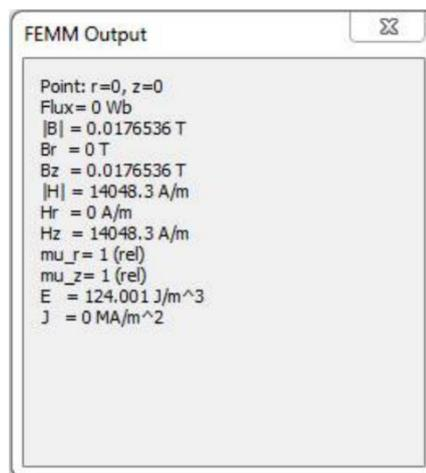 FEMM Output
Point: r=0, z=0
Flux= 0 Wb
|B| = 0.0176536 T
Br = 0 T
Bz = 0.0176536 T
|H| = 14048.3 A/m
Hr = 0 A/m
Hz = 14048.3 A/m
mu_r= 1 (rel)
mu_z= 1 (rel)
E = 124.001 J/m^3
J = 0 MA/m^2